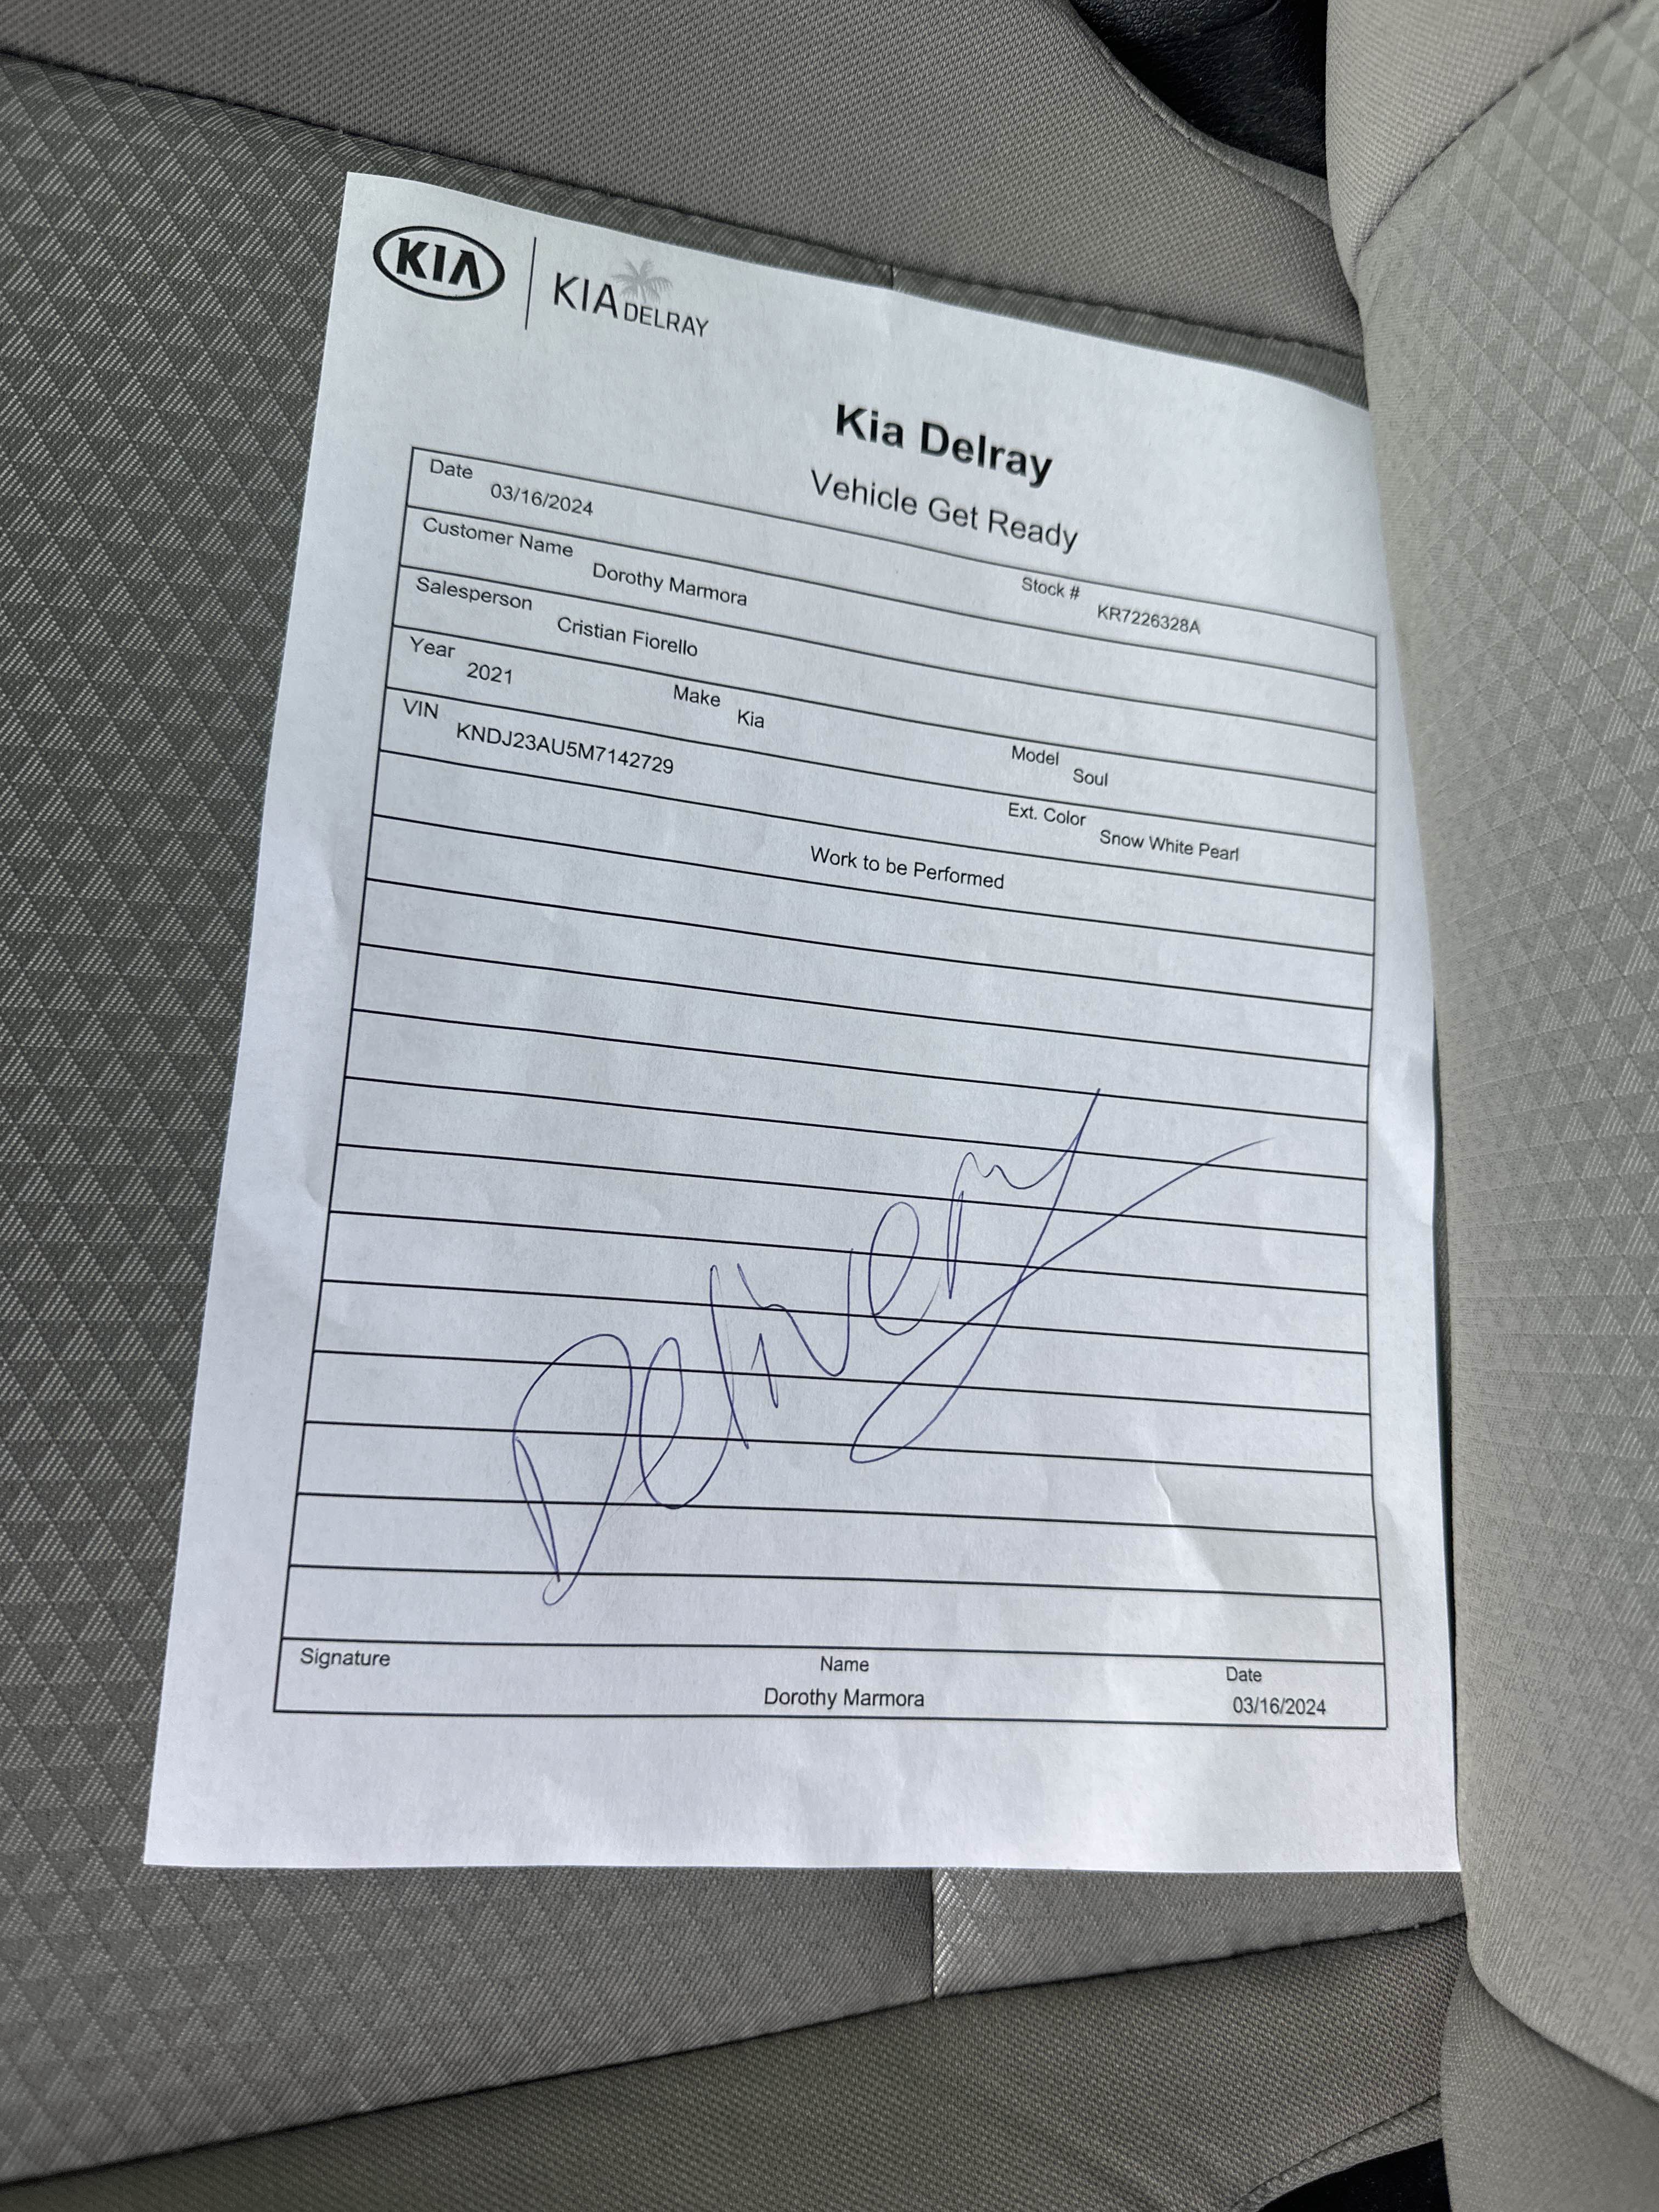 KIA KIA DELRAY
Kia Delray
Vehicle Get Ready
Date 03/16/2024 Stock # KR7226328A
Customer Name Dorothy Marmora
Salesperson Cristian Fiorello
Year 2021 Make Kia Model Soul
VIN KNDJ23AU5M7142729 Ext. Color Snow White Pearl
Work to be Performed
Delivery
Signature Name Date
Dorothy Marmora 03/16/2024